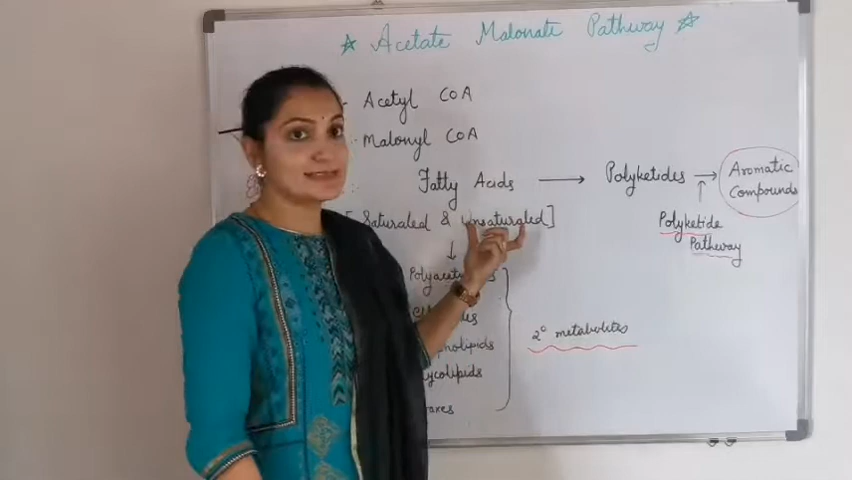 ☆ Acetate Malonate Pathway ☆
Acetyl CoA
Malonyl CoA
Fatty Acids → Polyketides → Aromatic Compounds
↑
Polyketide
Pathway
[Saturated & Unsaturated]
↓
2° metabolites